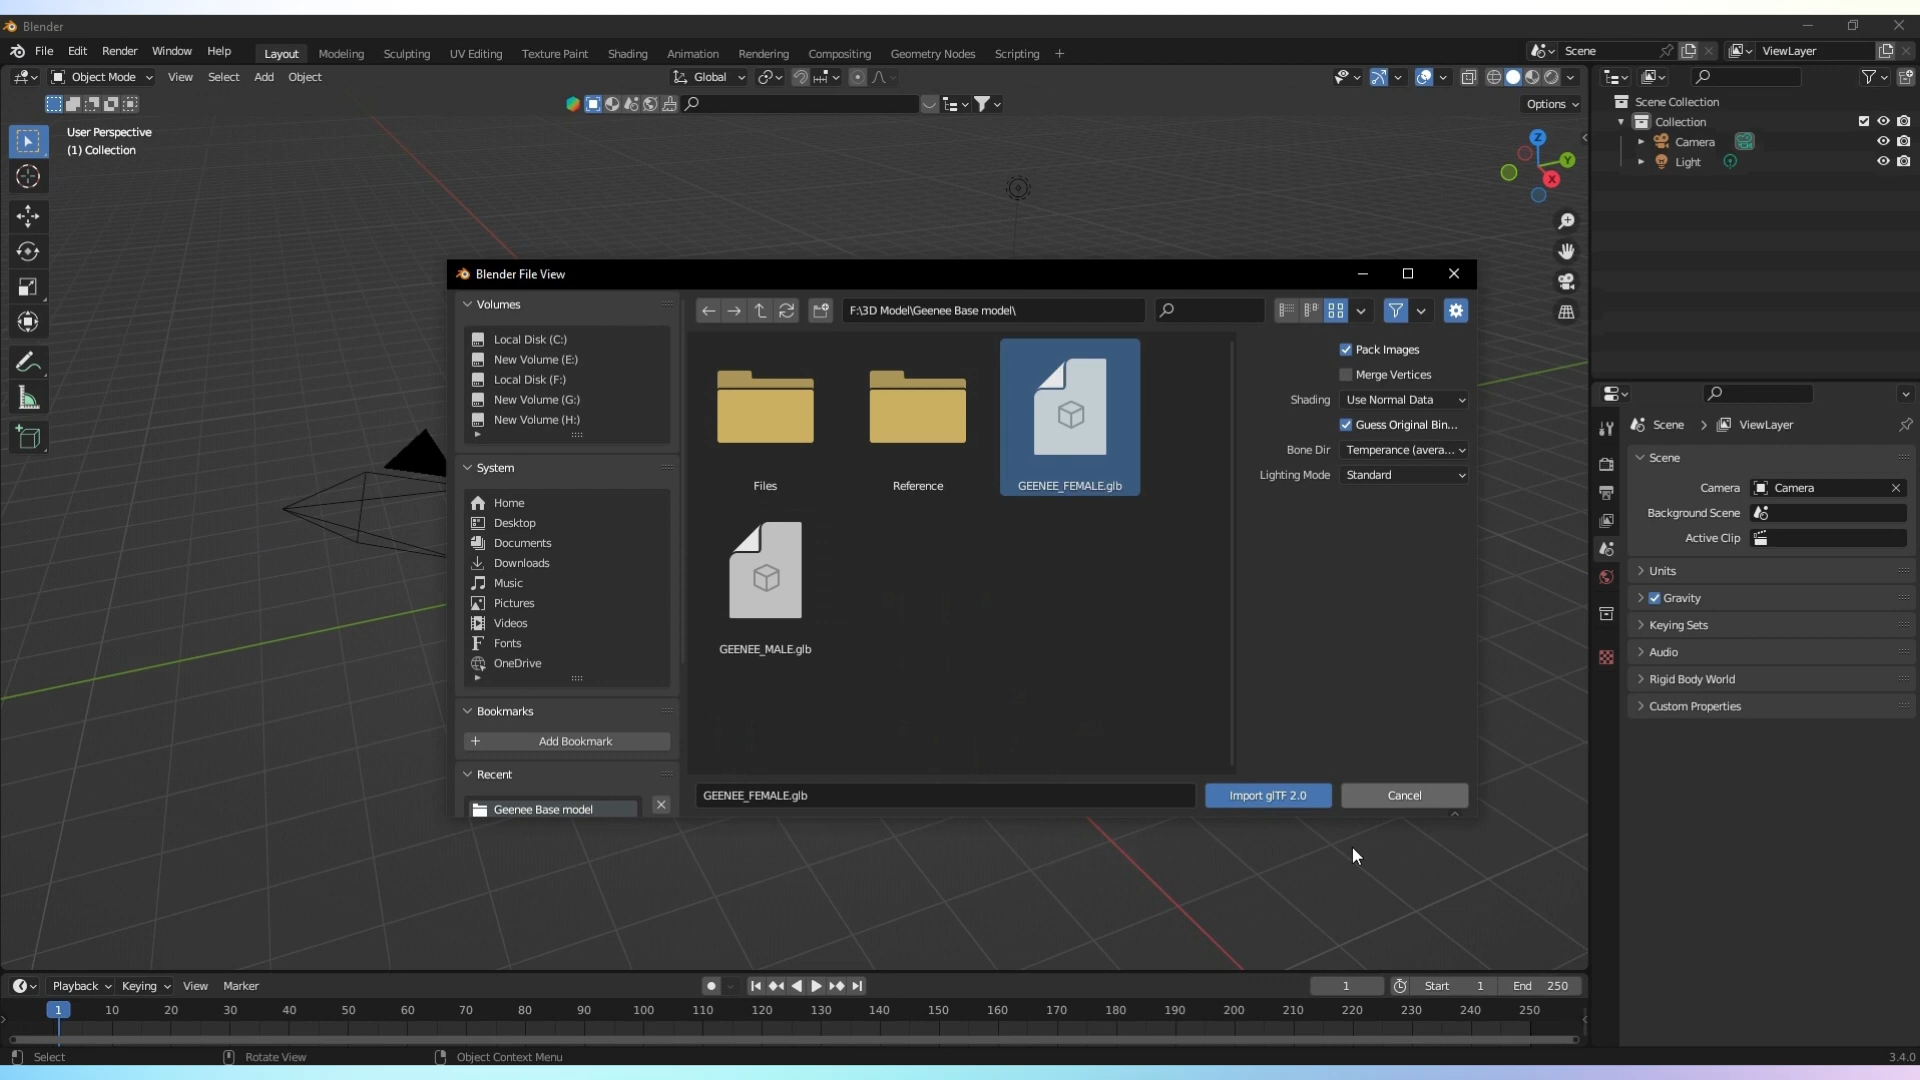 Blender
File Edit Render Window Help Layout Modeling Sculpting UV Editing Texture Paint Shading Animation Rendering Compositing Geometry Nodes Scripting + Scene ViewLayer
Object Mode View Select Add Object Global
Options
User Perspective
(1) Collection
Z
Y
X
Scene Collection
Collection
Camera
Light
Blender File View
Volumes
Local Disk (C:)
New Volume (E:)
Local Disk (F:)
New Volume (G:)
New Volume (H:)
System
Home
Desktop
Documents
Downloads
Music
Pictures
Videos
Fonts
OneDrive
Bookmarks
Add Bookmark
Recent
Geenee Base model
F:\3D Model\Geenee Base model\
Files
Reference
GEENEE_FEMALE.glb
GEENEE_MALE.glb
Pack Images
Merge Vertices
Shading Use Normal Data
Guess Original Bin...
Bone Dir Temperance (avera...
Lighting Mode Standard
GEENEE_FEMALE.glb
Import glTF 2.0
Cancel
Scene ViewLayer
Scene
Camera Camera
Background Scene
Active Clip
Units
Gravity
Keying Sets
Audio
Rigid Body World
Custom Properties
Playback Keying View Marker 1 Start 1 End 250
1 10 20 30 40 50 60 70 80 90 100 110 120 130 140 150 160 170 180 190 200 210 220 230 240 250
Select Rotate View Object Context Menu 3.4.0